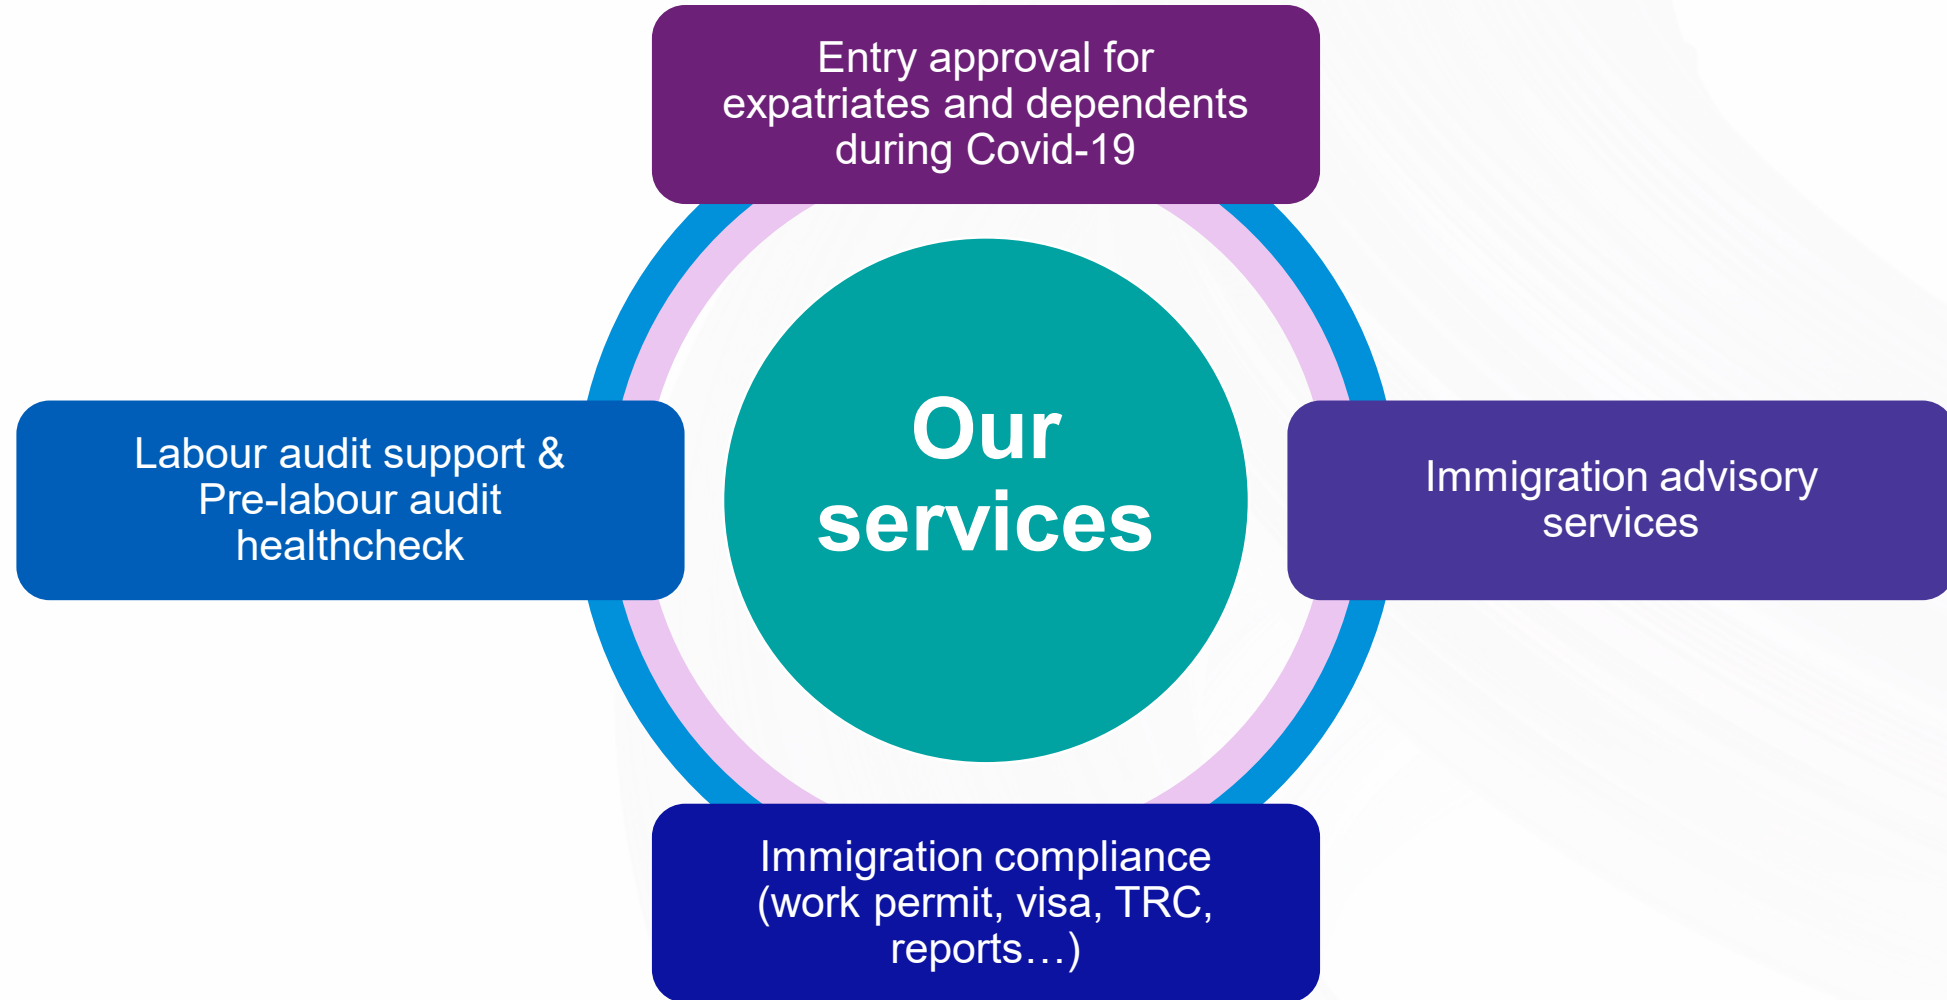 Entry approval for
expatriates and dependents
during Covid-19
Labour audit support &
Pre-labour audit
healthcheck
Our
services
Immigration advisory
services
Immigration compliance
(work permit, visa, TRC,
reports…)